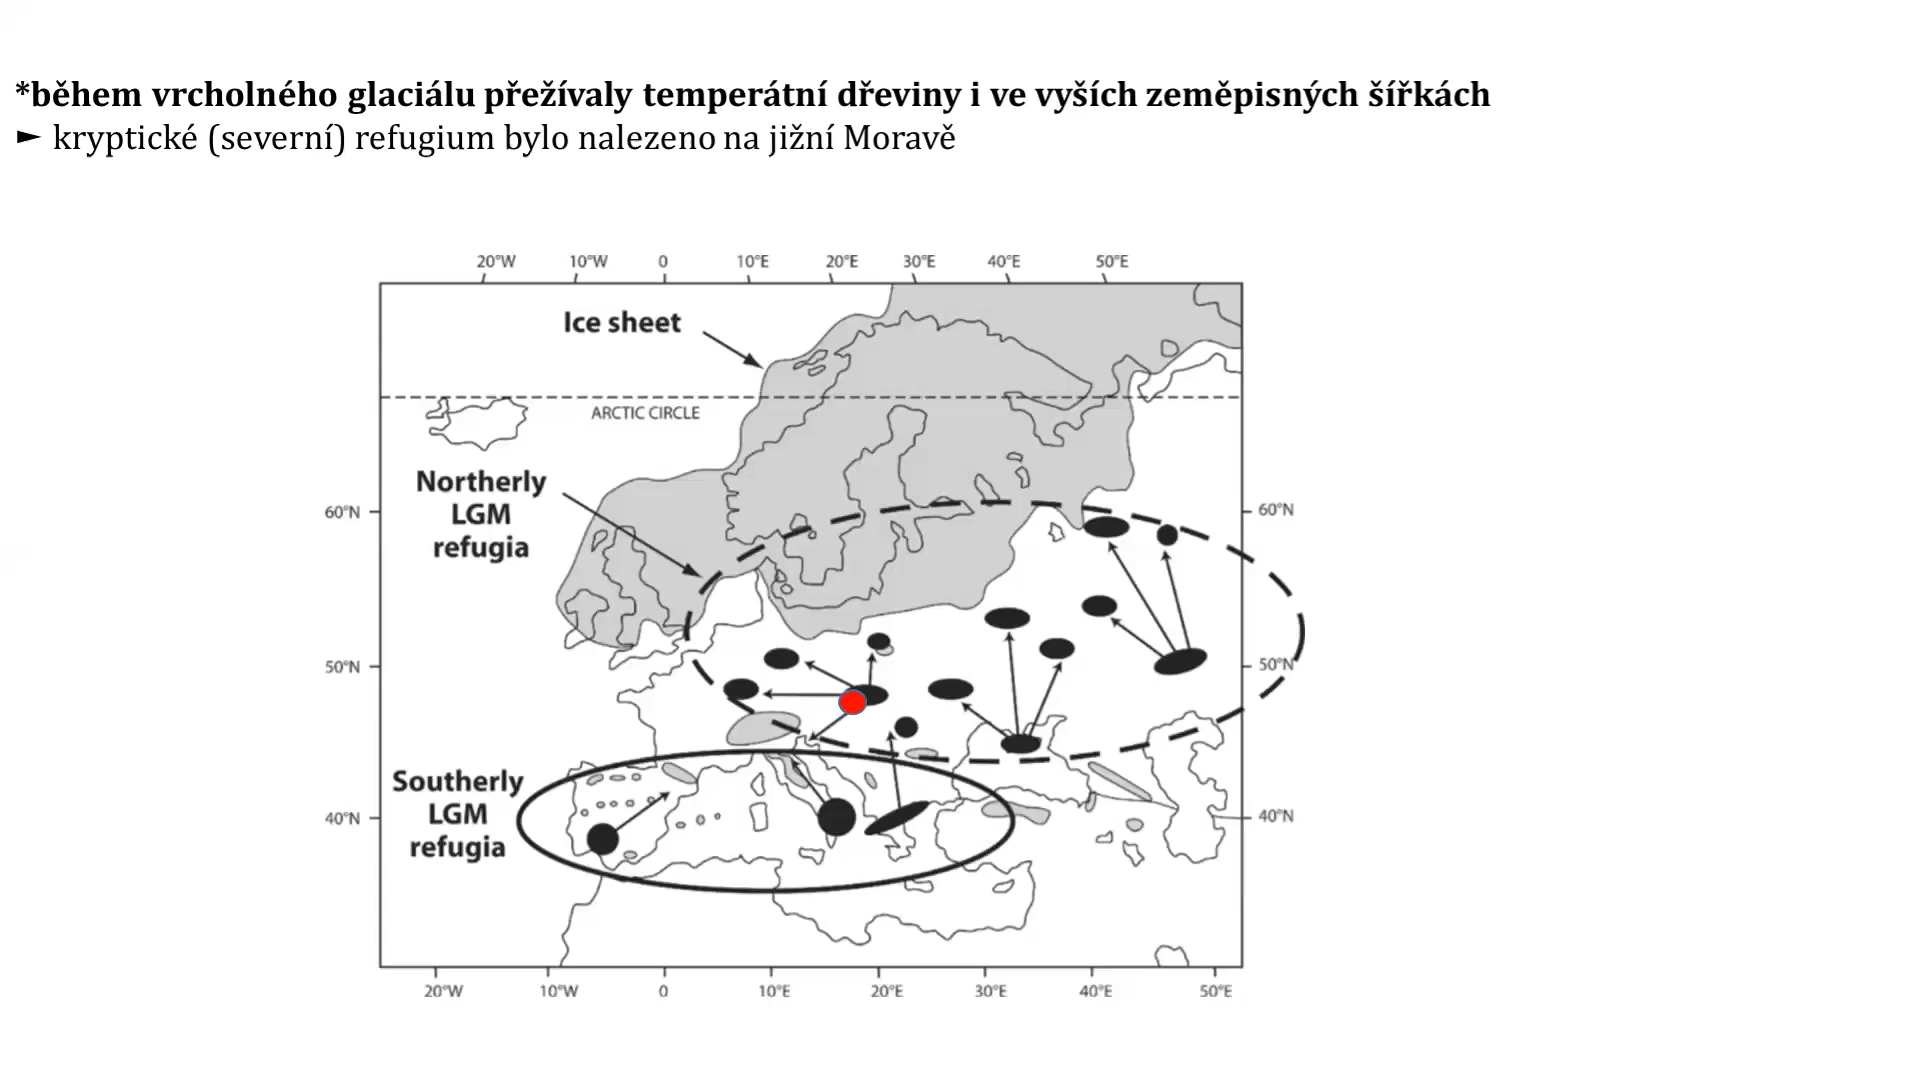 *během vrcholného glaciálu přežívaly temperátní dřeviny i ve vyších zeměpisných šířkách
► kryptické (severní) refugium bylo nalezeno na jižní Moravě
20°W 10°W 0 10°E 20°E 30°E 40°E 50°E
Ice sheet
ARCTIC CIRCLE
Northerly
LGM
refugia
60°N 60°N
50°N 50°N
Southerly
LGM
refugia
40°N 40°N
20°W 10°W 0 10°E 20°E 30°E 40°E 50°E